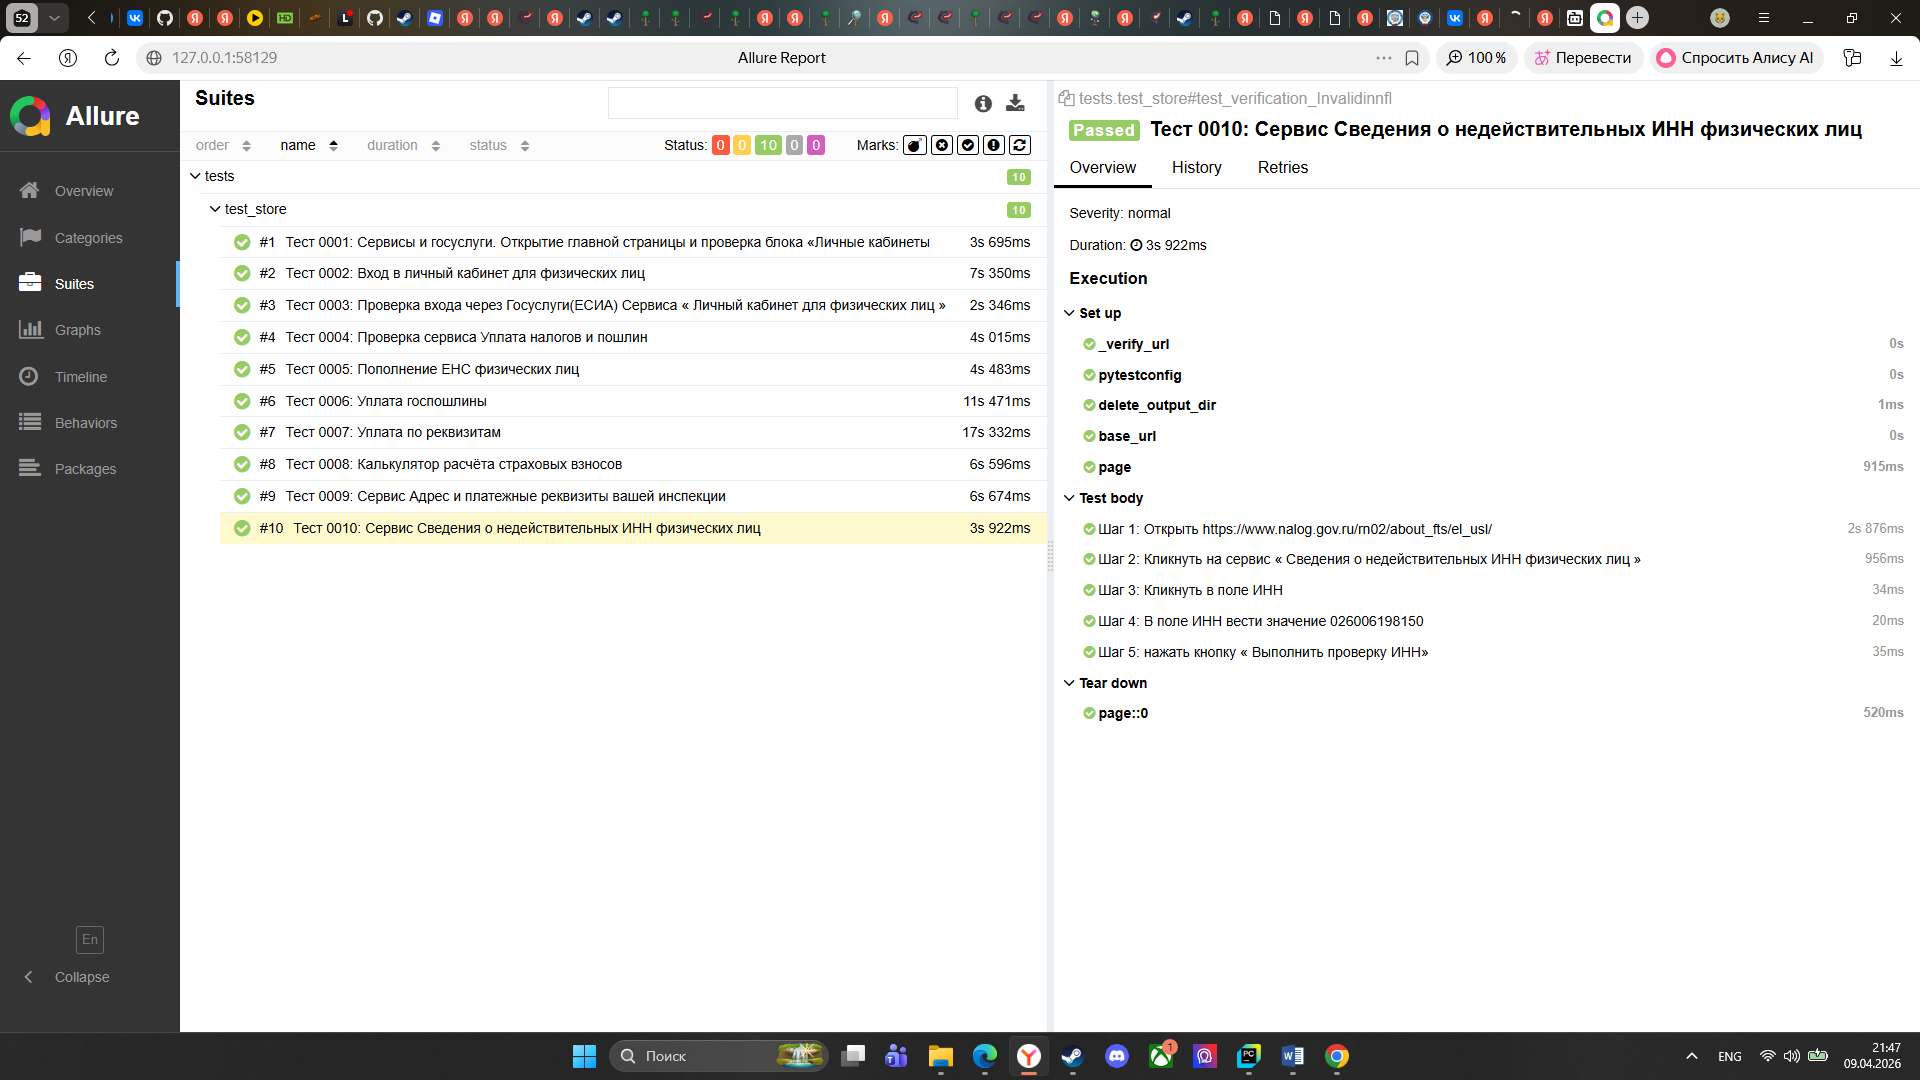 52
HD
127.0.0.1:58129
Allure Report
100 %
Перевести
Спросить Алису AI
Allure
Overview
Categories
Suites
Graphs
Timeline
Behaviors
Packages
En
Collapse
Suites
order
name
duration
status
Status: 0 0 10 0 0
Marks:
tests
10
test_store
10
#1 Тест 0001: Сервисы и госуслуги. Открытие главной страницы и проверка блока «Личные кабинеты 3s 695ms
#2 Тест 0002: Вход в личный кабинет для физических лиц 7s 350ms
#3 Тест 0003: Проверка входа через Госуслуги(ЕСИА) Сервиса « Личный кабинет для физических лиц » 2s 346ms
#4 Тест 0004: Проверка сервиса Уплата налогов и пошлин 4s 015ms
#5 Тест 0005: Пополнение ЕНС физических лиц 4s 483ms
#6 Тест 0006: Уплата госпошлины 11s 471ms
#7 Тест 0007: Уплата по реквизитам 17s 332ms
#8 Тест 0008: Калькулятор расчёта страховых взносов 6s 596ms
#9 Тест 0009: Сервис Адрес и платежные реквизиты вашей инспекции 6s 674ms
#10 Тест 0010: Сервис Сведения о недействительных ИНН физических лиц 3s 922ms
tests.test_store#test_verification_Invalidinnfl
Passed Тест 0010: Сервис Сведения о недействительных ИНН физических лиц
Overview History Retries
Severity: normal
Duration: 3s 922ms
Execution
Set up
_verify_url 0s
pytestconfig 0s
delete_output_dir 1ms
base_url 0s
page 915ms
Test body
Шаг 1: Открыть https://www.nalog.gov.ru/rn02/about_fts/el_usl/ 2s 876ms
Шаг 2: Кликнуть на сервис « Сведения о недействительных ИНН физических лиц » 956ms
Шаг 3: Кликнуть в поле ИНН 34ms
Шаг 4: В поле ИНН вести значение 026006198150 20ms
Шаг 5: нажать кнопку « Выполнить проверку ИНН» 35ms
Tear down
page::0 520ms
Поиск
1
ENG
21:47
09.04.2026